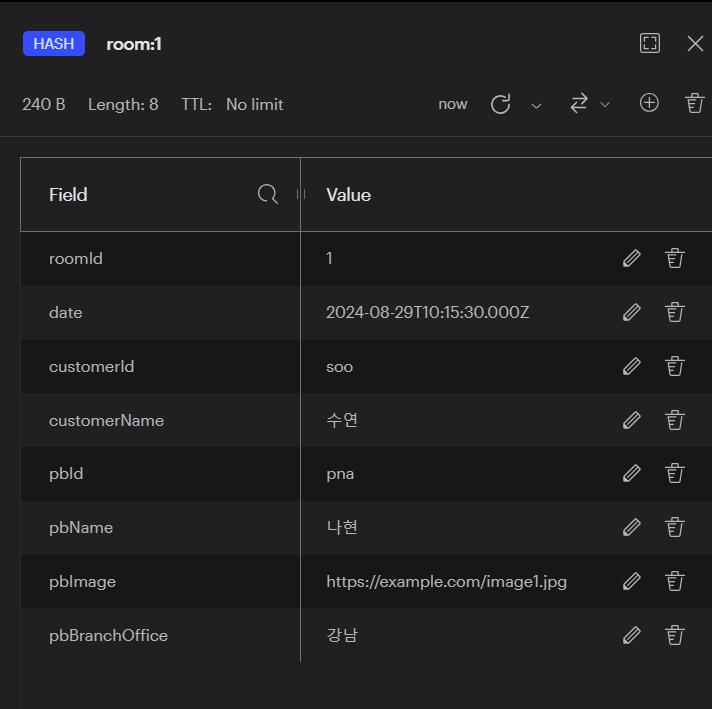 HASH room:1
240 B Length: 8 TTL: No limit now
Field Value
roomId 1
date 2024-08-29T10:15:30.000Z
customerId soo
customerName 수연
pbId pna
pbName 나현
pbImage https://example.com/image1.jpg
pbBranchOffice 강남